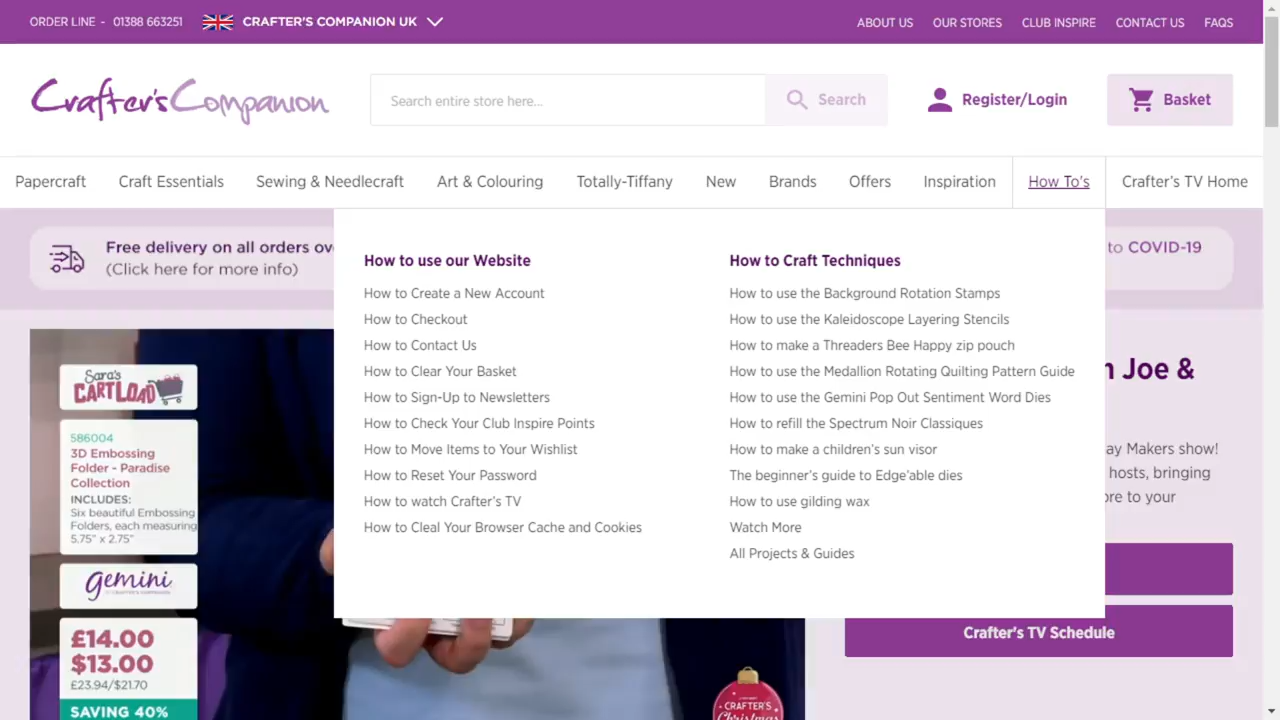 ORDER LINE - 01388 663251
CRAFTER'S COMPANION UK
ABOUT US
OUR STORES
CLUB INSPIRE
CONTACT US
FAQS
Crafter's Companion
Search entire store here...
Search
Register/Login
Basket
Papercraft
Craft Essentials
Sewing & Needlecraft
Art & Colouring
Totally-Tiffany
New
Brands
Offers
Inspiration
How To's
Crafter's TV Home
Free delivery on all orders ov
(Click here for more info)
to COVID-19
How to use our Website
How to Create a New Account
How to Checkout
How to Contact Us
How to Clear Your Basket
How to Sign-Up to Newsletters
How to Check Your Club Inspire Points
How to Move Items to Your Wishlist
How to Reset Your Password
How to watch Crafter's TV
How to Cleal Your Browser Cache and Cookies
How to Craft Techniques
How to use the Background Rotation Stamps
How to use the Kaleidoscope Layering Stencils
How to make a Threaders Bee Happy zip pouch
How to use the Medallion Rotating Quilting Pattern Guide
How to use the Gemini Pop Out Sentiment Word Dies
How to refill the Spectrum Noir Classiques
How to make a children's sun visor
The beginner's guide to Edge'able dies
How to use gilding wax
Watch More
All Projects & Guides
Sara's
CARTLOAD
586004
3D Embossing
Folder - Paradise
Collection
INCLUDES:
Six beautiful Embossing
Folders, each measuring
5.75" x 2.75"
gemini
£14.00
$13.00
£23.94/$21.70
SAVING 40%
Joe &
ay Makers show!
hosts, bringing
ore to your
Crafter's TV Schedule
CRAFTER'S
Christmas